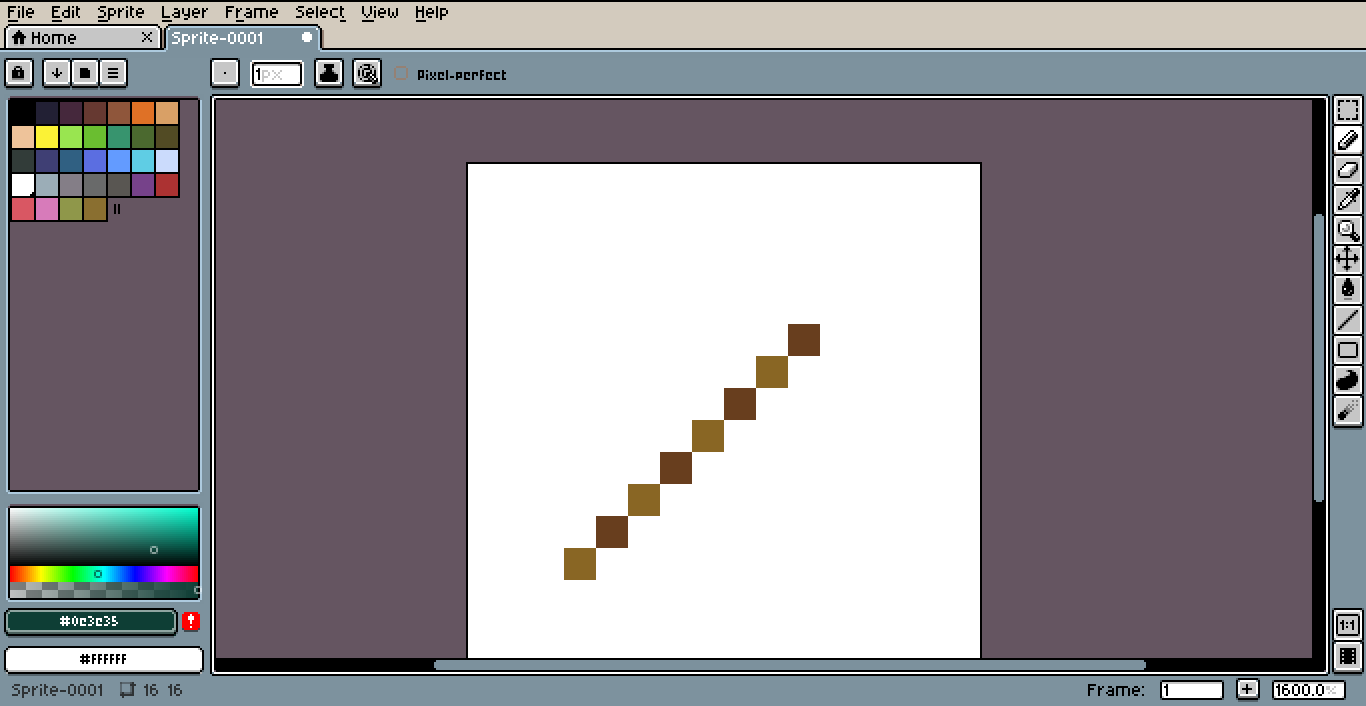 File Edit Sprite Layer Frame Select View Help
Home Sprite-0001
1px Pixel-perfect
1:1
#0e3e35
#FFFFFF
Sprite-0001 16 16 Frame: 1 1600.0%